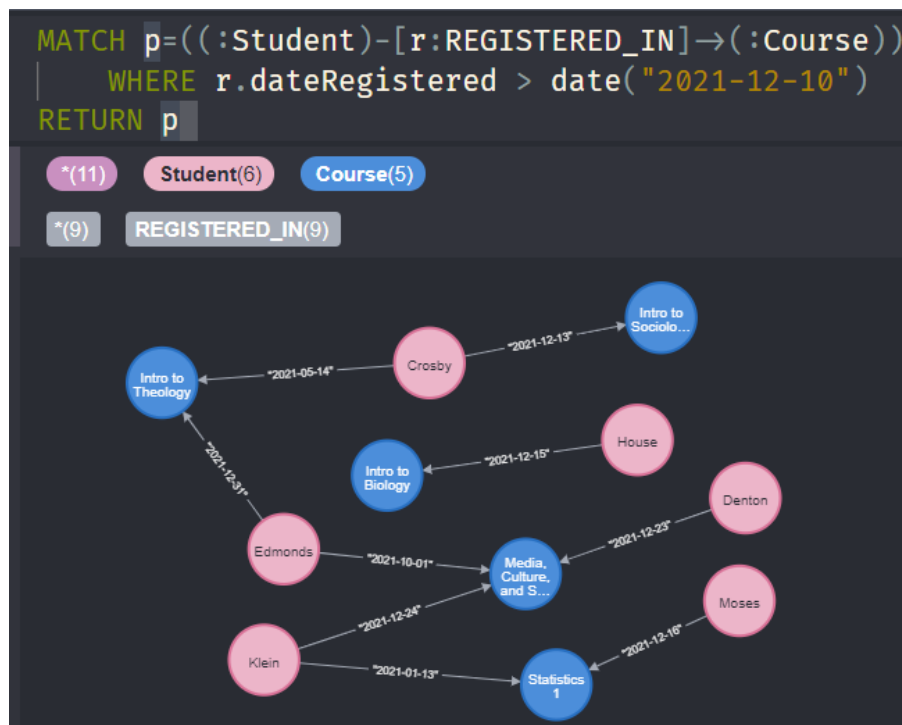 MATCH p=((:Student)-[r:REGISTERED_IN]→(:Course))
WHERE r.dateRegistered > date("2021-12-10")
RETURN p
*(11) Student(6) Course(5)
*(9) REGISTERED_IN(9)
Intro to
Sociolo...
"2021-12-13"
Crosby
"2021-05-14"
Intro to
Theology
House
"2021-12-15"
Intro to
Biology
"2021-12-31"
Denton
"2021-12-23"
Edmonds
"2021-10-01"
Media,
Culture,
and S...
Moses
"2021-12-24"
"2021-12-16"
Klein
"2021-01-13"
Statistics
1